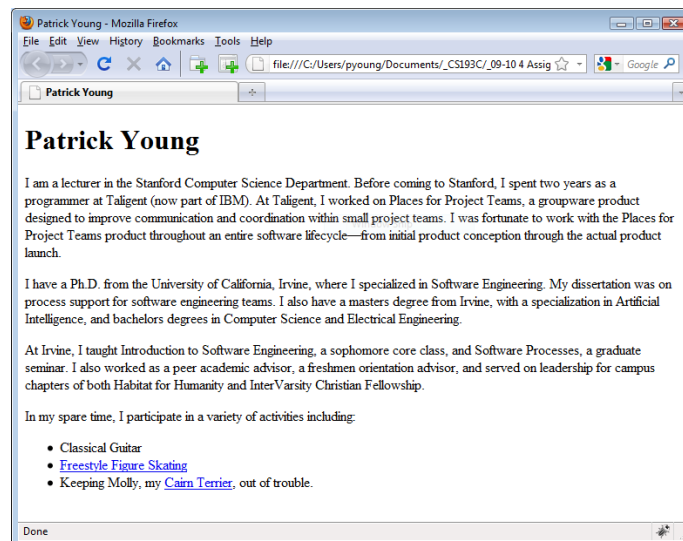 Patrick Young - Mozilla Firefox
File Edit View History Bookmarks Tools Help
file:///C:/Users/pyoung/Documents/_CS193C/_09-10 4 Assig
Google
Patrick Young
Patrick Young
I am a lecturer in the Stanford Computer Science Department. Before coming to Stanford, I spent two years as a
programmer at Taligent (now part of IBM). At Taligent, I worked on Places for Project Teams, a groupware product
designed to improve communication and coordination within small project teams. I was fortunate to work with the Places for
Project Teams product throughout an entire software lifecycle—from initial product conception through the actual product
launch.
I have a Ph.D. from the University of California, Irvine, where I specialized in Software Engineering. My dissertation was on
process support for software engineering teams. I also have a masters degree from Irvine, with a specialization in Artificial
Intelligence, and bachelors degrees in Computer Science and Electrical Engineering.
At Irvine, I taught Introduction to Software Engineering, a sophomore core class, and Software Processes, a graduate
seminar. I also worked as a peer academic advisor, a freshmen orientation advisor, and served on leadership for campus
chapters of both Habitat for Humanity and InterVarsity Christian Fellowship.
In my spare time, I participate in a variety of activities including:
• Classical Guitar
• Freestyle Figure Skating
• Keeping Molly, my Cairn Terrier, out of trouble.
Done